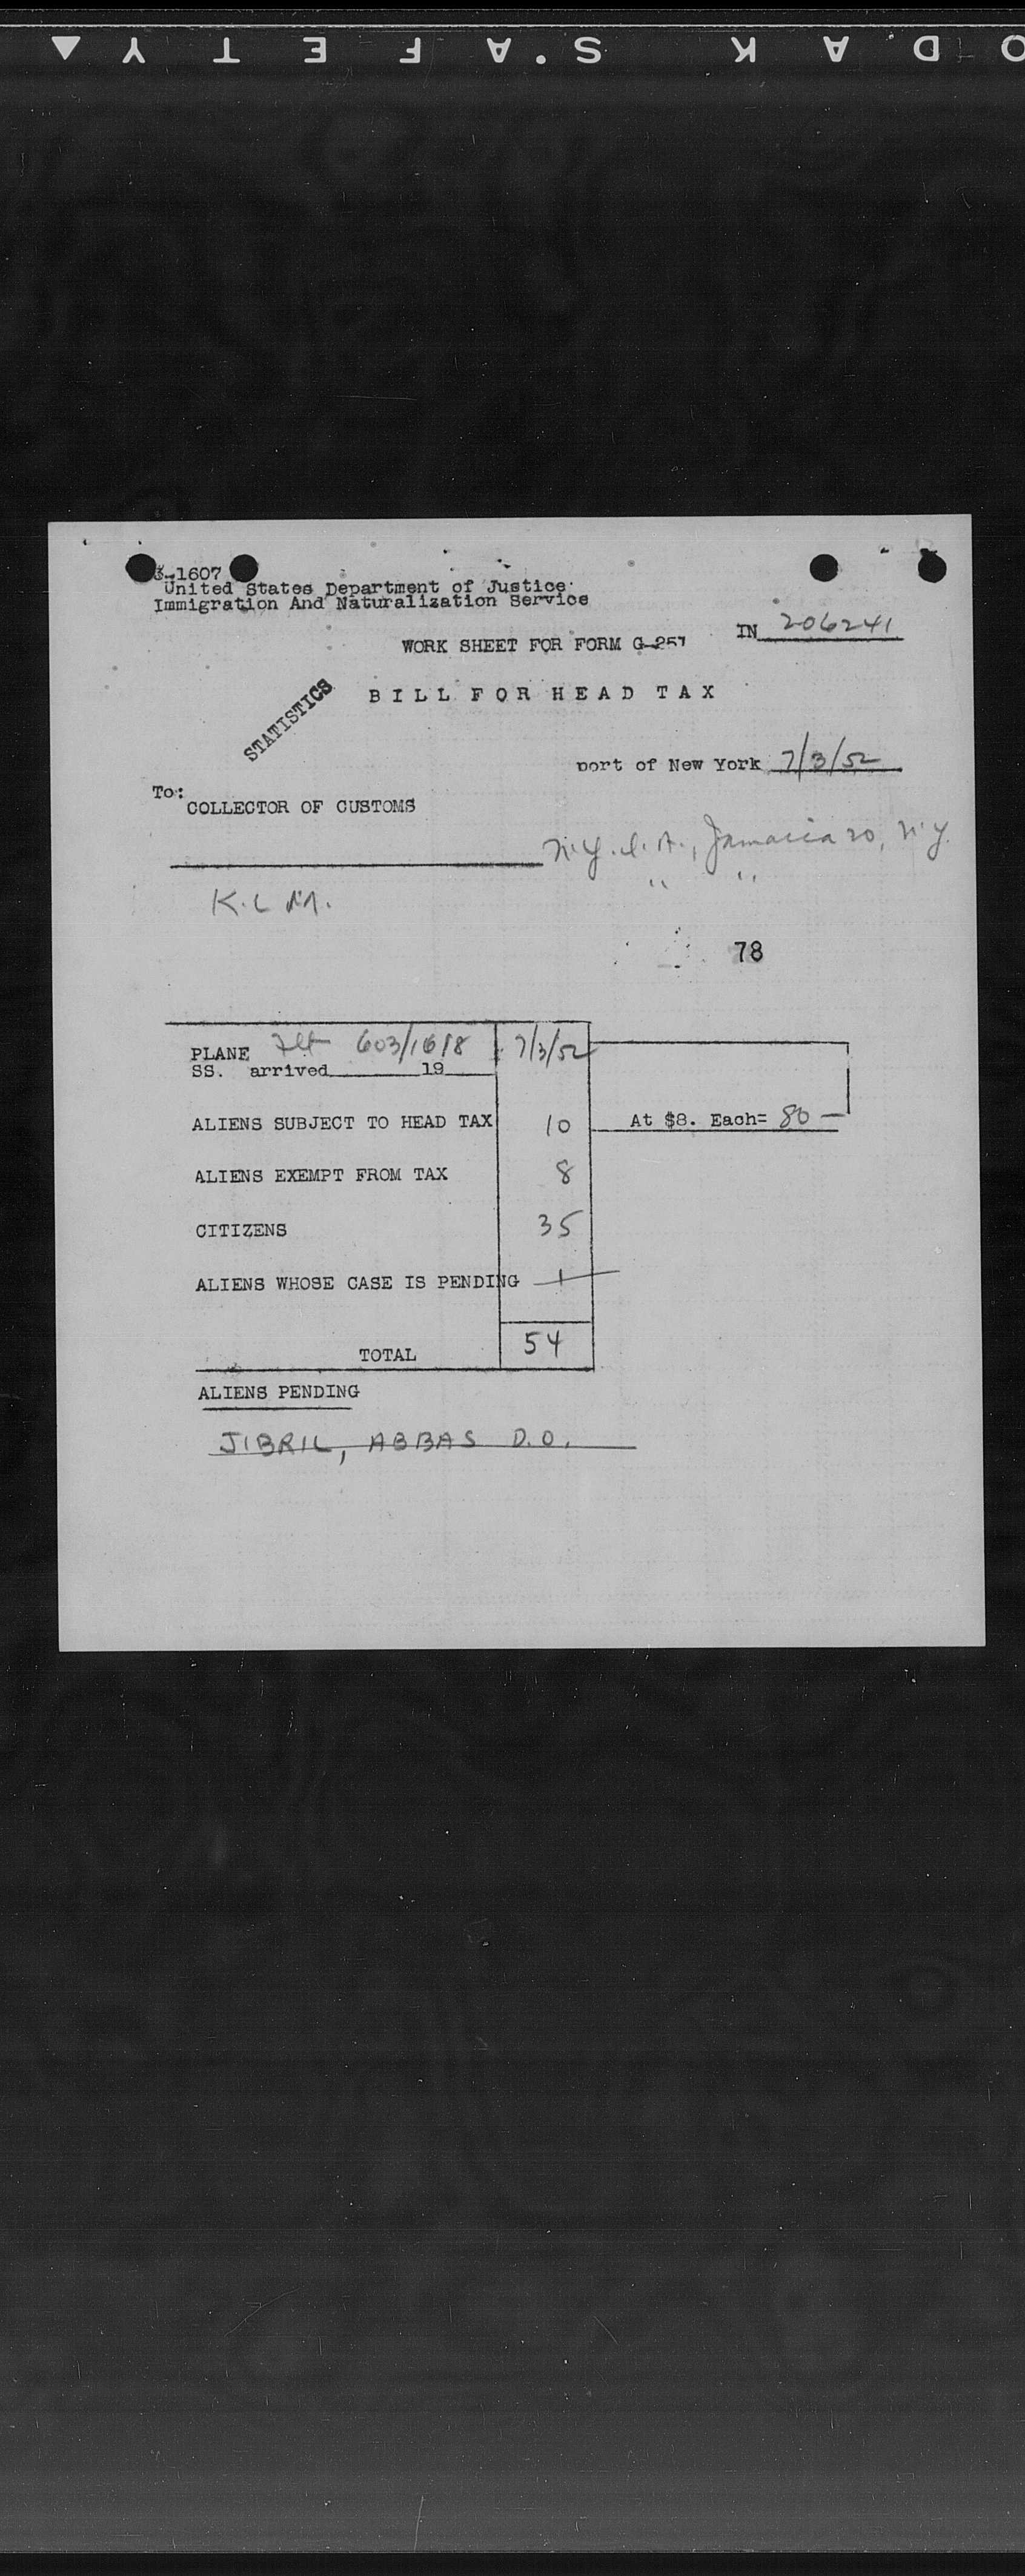 KODAK SAFETY
G-1607
United States Department of Justice
Immigration And Naturalization Service
IN 206241
WORK SHEET FOR FORM G-257
STATISTICS
BILL FOR HEAD TAX
port of New York 7/3/52
To:
COLLECTOR OF CUSTOMS
N.Y.I.A., Jamaica 20, N.Y.
" "
K.L.M.
78
PLANE Flt 603/1618 7/3/52
SS. arrived 19
ALIENS SUBJECT TO HEAD TAX 10 At $8. Each= 80 —
ALIENS EXEMPT FROM TAX 8
CITIZENS 35
ALIENS WHOSE CASE IS PENDING 1
TOTAL 54
ALIENS PENDING
JIBRIL, ABBAS D.O.